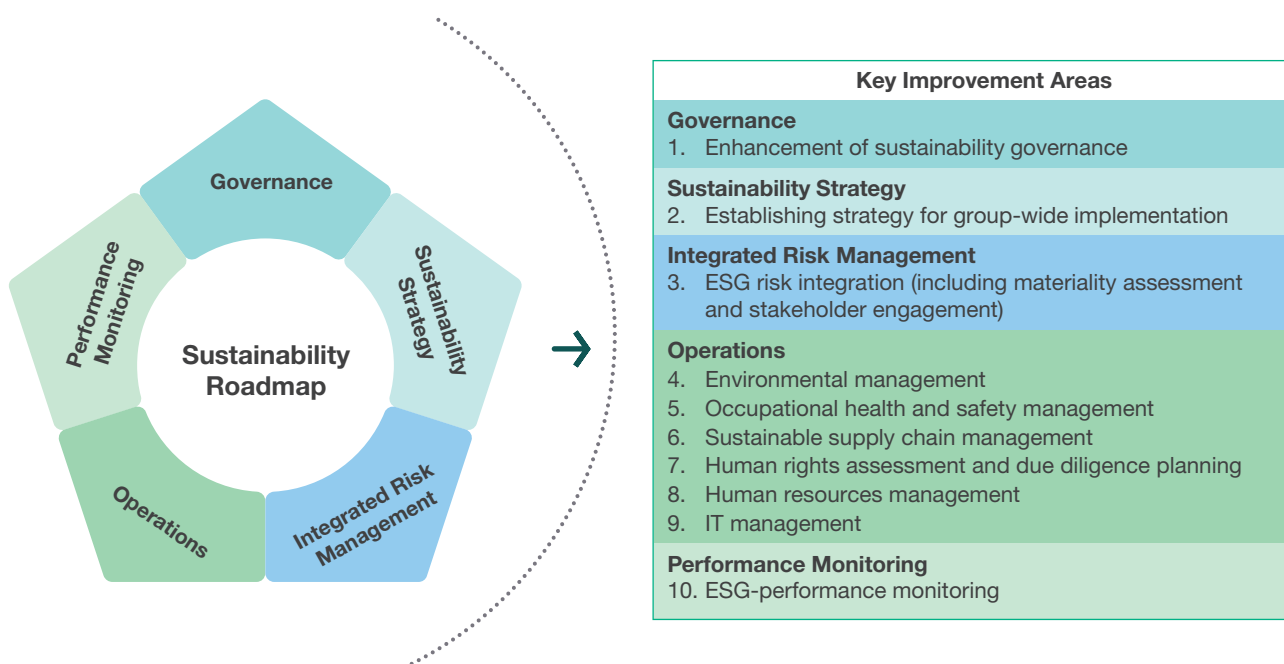 Governance
Sustainability
Strategy
Integrated Risk
Management
Operations
Performance
Monitoring
Sustainability
Roadmap
Key Improvement Areas
Governance
1. Enhancement of sustainability governance
Sustainability Strategy
2. Establishing strategy for group-wide implementation
Integrated Risk Management
3. ESG risk integration (including materiality assessment
and stakeholder engagement)
Operations
4. Environmental management
5. Occupational health and safety management
6. Sustainable supply chain management
7. Human rights assessment and due diligence planning
8. Human resources management
9. IT management
Performance Monitoring
10. ESG-performance monitoring